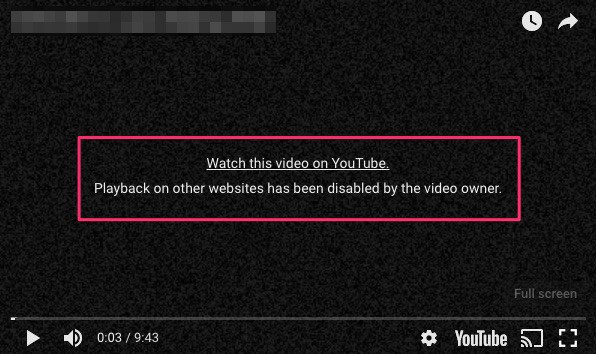 Watch this video on YouTube.
Playback on other websites has been disabled by the video owner.
Full screen
0:03 / 9:43
YouTube